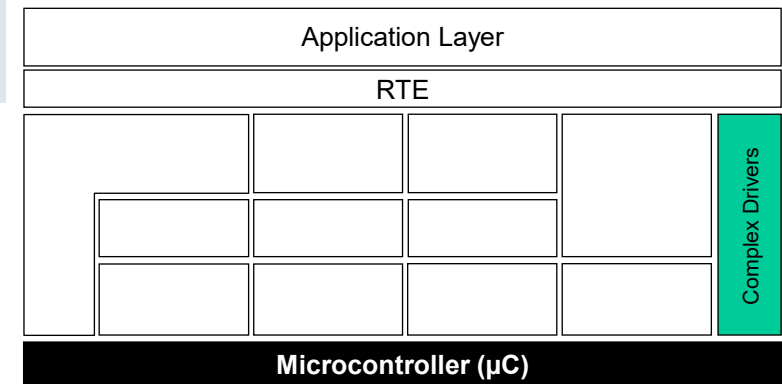 Application Layer
RTE
Complex Drivers
Microcontroller (µC)